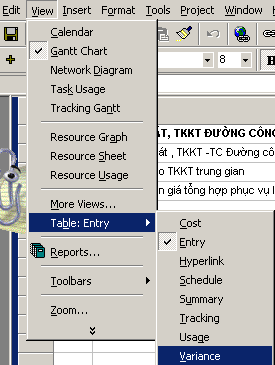 Edit View Insert Format Tools Project Window
8
Calendar
Gantt Chart
Network Diagram
Task Usage
Tracking Gantt
Resource Graph
Resource Sheet
Resource Usage
More Views...
Table: Entry
Reports...
Toolbars
Zoom...
ÁT, TKKT ĐƯỜNG CÔNG
át , TKKT -TC Đường
TKKT trung gian
giá tổng hợp phục vụ
Cost
Entry
Hyperlink
Schedule
Summary
Tracking
Usage
Variance